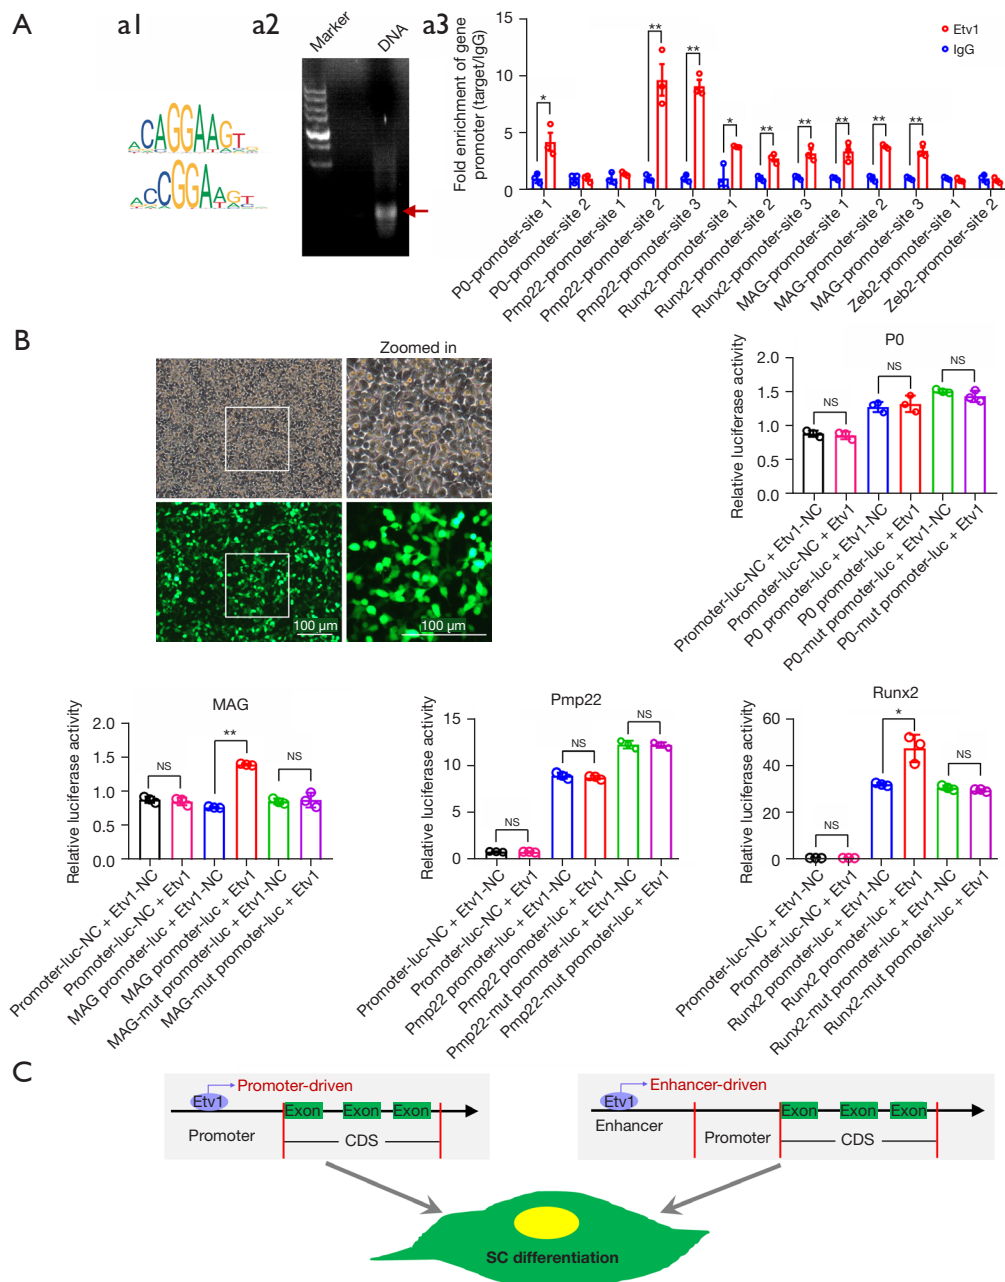 A
a1
a2
Marker
DNA
a3
Fold enrichment of gene
promoter (target/IgG)
15
10
5
0
Etv1
IgG
*
**
**
*
**
**
**
**
**
P0-promoter-site 1
P0-promoter-site 2
Pmp22-promoter-site 1
Pmp22-promoter-site 2
Pmp22-promoter-site 3
Runx2-promoter-site 1
Runx2-promoter-site 2
Runx2-promoter-site 3
MAG-promoter-site 1
MAG-promoter-site 2
MAG-promoter-site 3
Zeb2-promoter-site 1
Zeb2-promoter-site 2
B
Zoomed in
100 μm
100 μm
P0
Relative luciferase activity
2.0
1.5
1.0
0.5
0.0
NS
NS
NS
Promoter-luc-NC + Etv1-NC
Promoter-luc-NC + Etv1
P0 promoter-luc + Etv1-NC
P0 promoter-luc + Etv1
P0-mut promoter-luc + Etv1-NC
P0-mut promoter-luc + Etv1
MAG
Relative luciferase activity
2.0
1.5
1.0
0.5
0.0
NS
**
NS
Promoter-luc-NC + Etv1-NC
Promoter-luc-NC + Etv1
MAG promoter-luc + Etv1-NC
MAG promoter-luc + Etv1
MAG-mut promoter-luc + Etv1-NC
MAG-mut promoter-luc + Etv1
Pmp22
Relative luciferase activity
15
10
5
0
NS
NS
NS
Promoter-luc-NC + Etv1-NC
Promoter-luc-NC + Etv1
Pmp22 promoter-luc + Etv1-NC
Pmp22 promoter-luc + Etv1
Pmp22-mut promoter-luc + Etv1-NC
Pmp22-mut promoter-luc + Etv1
Runx2
Relative luciferase activity
60
40
20
0
NS
*
NS
Promoter-luc-NC + Etv1-NC
Promoter-luc-NC + Etv1
Runx2 promoter-luc + Etv1-NC
Runx2 promoter-luc + Etv1
Runx2-mut promoter-luc + Etv1-NC
Runx2-mut promoter-luc + Etv1
C
Promoter-driven
Etv1
Exon Exon Exon
Promoter
CDS
Enhancer-driven
Etv1
Exon Exon Exon
Enhancer
Promoter
CDS
SC differentiation